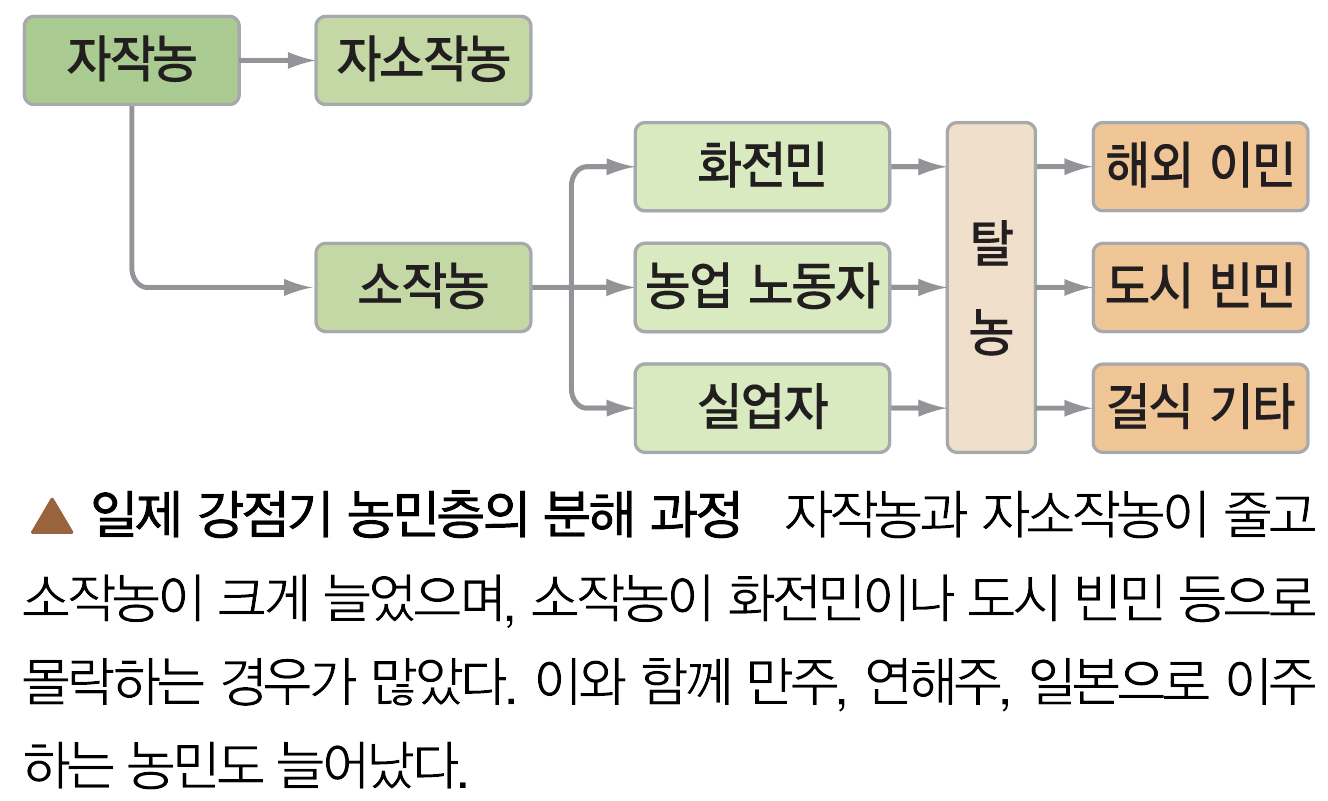 자작농
자소작농
화전민
해외 이민
탈
농
소작농
농업 노동자
도시 빈민
실업자
걸식 기타
▲ 일제 강점기 농민층의 분해 과정 자작농과 자소작농이 줄고
소작농이 크게 늘었으며, 소작농이 화전민이나 도시 빈민 등으로
몰락하는 경우가 많았다. 이와 함께 만주, 연해주, 일본으로 이주
하는 농민도 늘어났다.